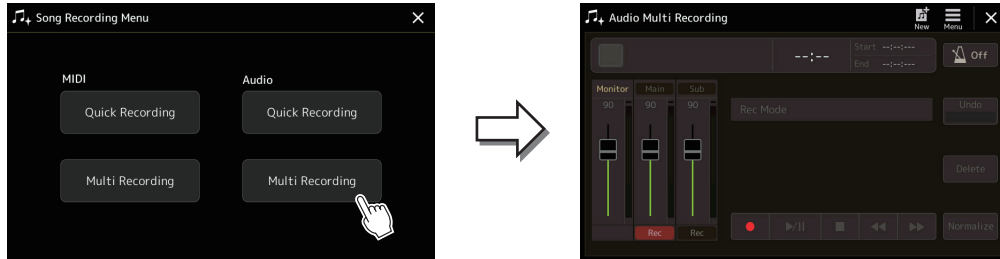 Song Recording Menu
MIDI
Audio
Quick Recording
Quick Recording
Multi Recording
Multi Recording
Audio Multi Recording
New
Menu
--:--
Start --:--:---
End --:--:---
Off
Monitor
Main
Sub
90
90
90
Rec Mode
Undo
Delete
Rec
Rec
Normalize